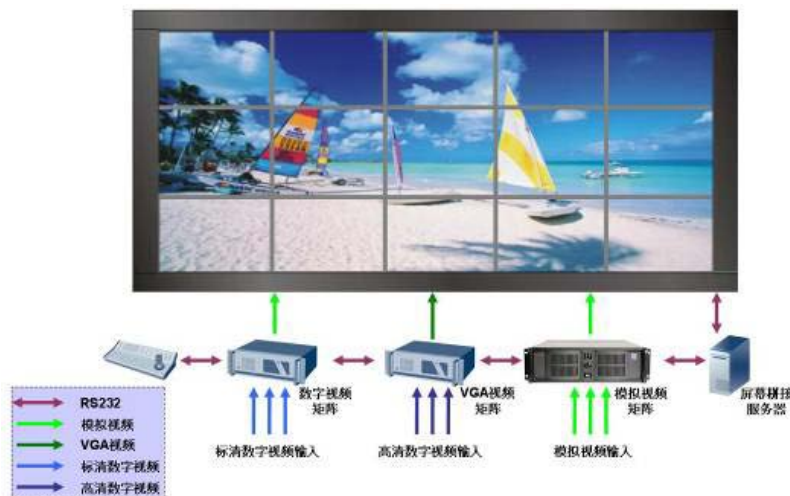 数字视频
矩阵
VGA视频
矩阵
模拟视频
矩阵
屏幕拼接
服务器
标清数字视频输入
高清数字视频输入
模拟视频输入
RS232
模拟视频
VGA视频
标清数字视频
高清数字视频